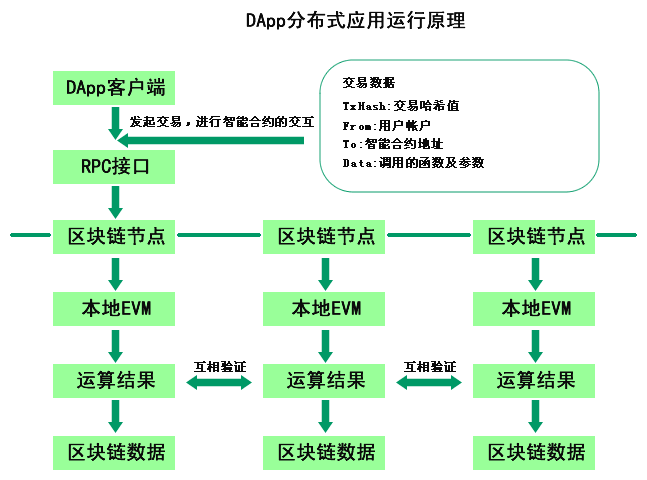 DApp分布式应用运行原理
DApp客户端
交易数据
TxHash:交易哈希值
From:用户帐户
To:智能合约地址
Data:调用的函数及参数
发起交易，进行智能合约的交互
RPC接口
区块链节点
区块链节点
区块链节点
本地EVM
本地EVM
本地EVM
运算结果
互相验证
运算结果
互相验证
运算结果
区块链数据
区块链数据
区块链数据